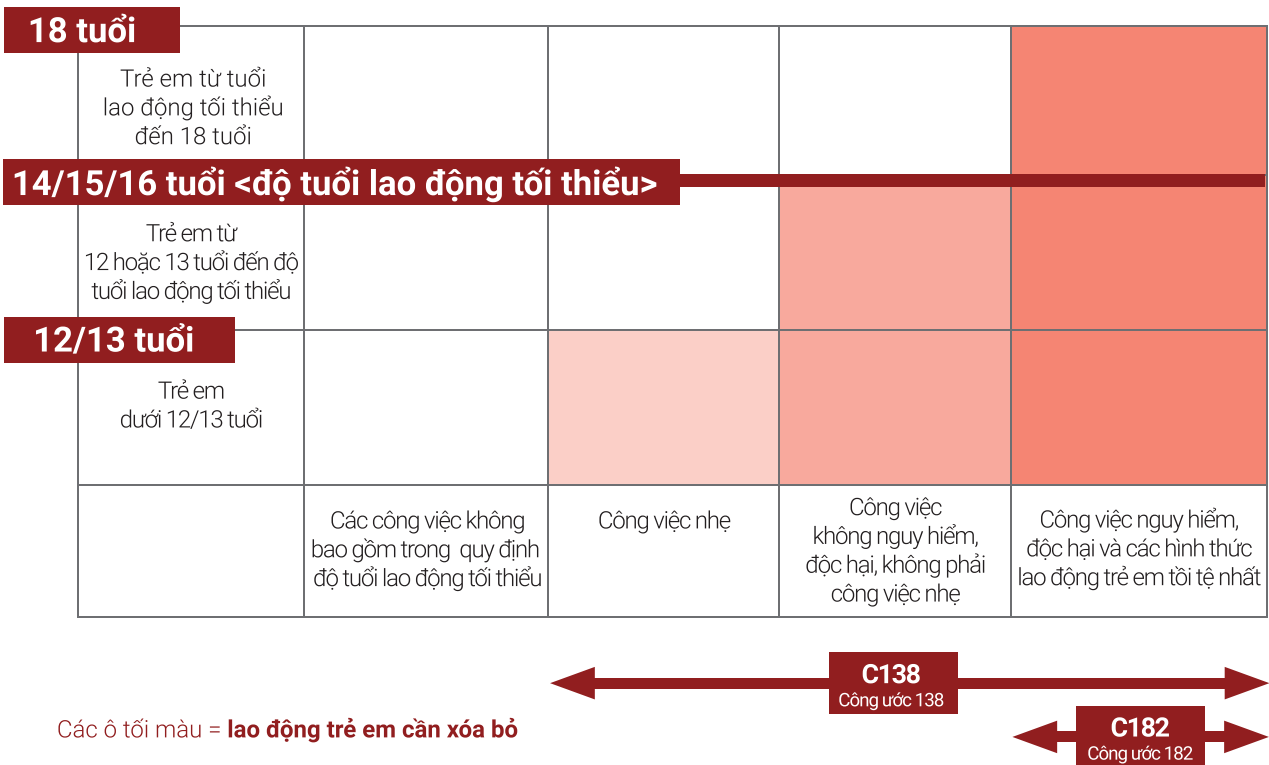 18 tuổi
Trẻ em từ tuổi
lao động tối thiểu
đến 18 tuổi
14/15/16 tuổi <độ tuổi lao động tối thiểu>
Trẻ em từ
12 hoặc 13 tuổi đến độ
tuổi lao động tối thiểu
12/13 tuổi
Trẻ em
dưới 12/13 tuổi
Các công việc không
bao gồm trong quy định
độ tuổi lao động tối thiểu
Công việc nhẹ
Công việc
không nguy hiểm,
độc hại, không phải
công việc nhẹ
Công việc nguy hiểm,
độc hại và các hình thức
lao động trẻ em tồi tệ nhất
C138
Công ước 138
Các ô tối màu = lao động trẻ em cần xóa bỏ
C182
Công ước 182